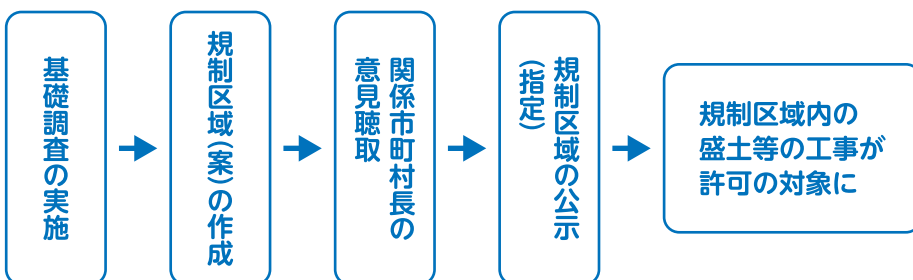 基礎調査の実施
規制区域(案)の作成
関係市町村長の
意見聴取
規制区域の公示
(指定)
規制区域内の
盛土等の工事が
許可の対象に